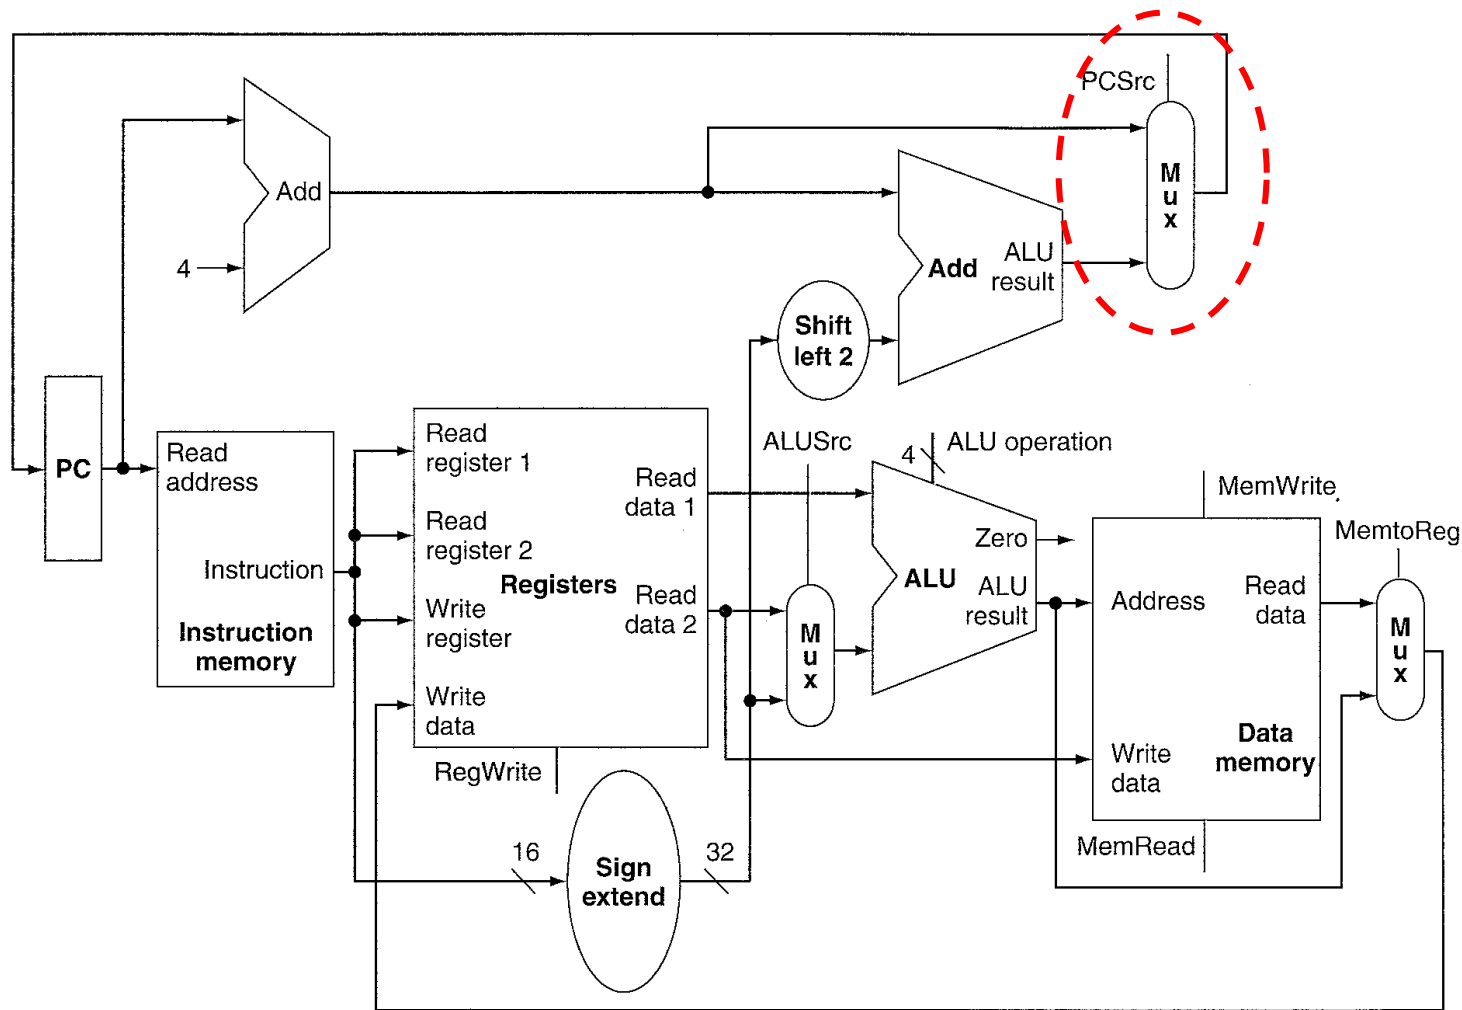 PCSrc
M
u
x
Add
4
Add
ALU
result
Shift
left 2
PC
Read
address
Instruction
Instruction
memory
Read
register 1
Read
register 2
Write
register
Write
data
Registers
Read
data 1
Read
data 2
RegWrite
16
Sign
extend
32
ALUSrc
M
u
x
4
ALU operation
Zero
ALU
ALU
result
MemWrite
Address
Read
data
Write
data
Data
memory
MemRead
MemtoReg
M
u
x